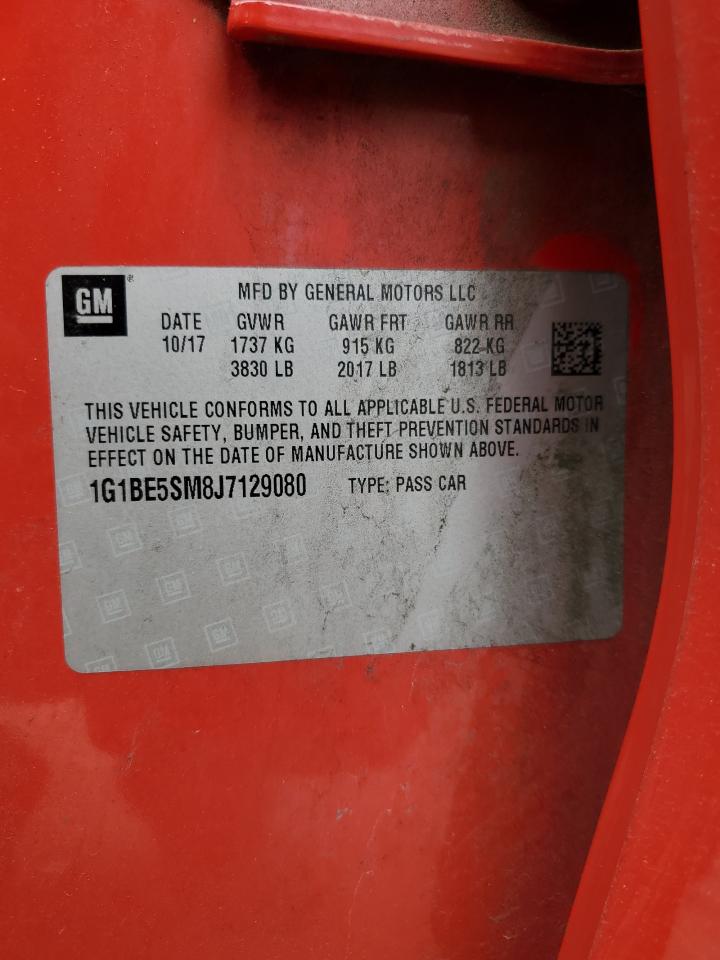 GM
MFD BY GENERAL MOTORS LLC
DATE GVWR GAWR FRT GAWR RR
10/17 1737 KG 915 KG 822 KG
3830 LB 2017 LB 1813 LB
THIS VEHICLE CONFORMS TO ALL APPLICABLE U.S. FEDERAL MOTOR
VEHICLE SAFETY, BUMPER, AND THEFT PREVENTION STANDARDS IN
EFFECT ON THE DATE OF MANUFACTURE SHOWN ABOVE.
1G1BE5SM8J7129080 TYPE: PASS CAR